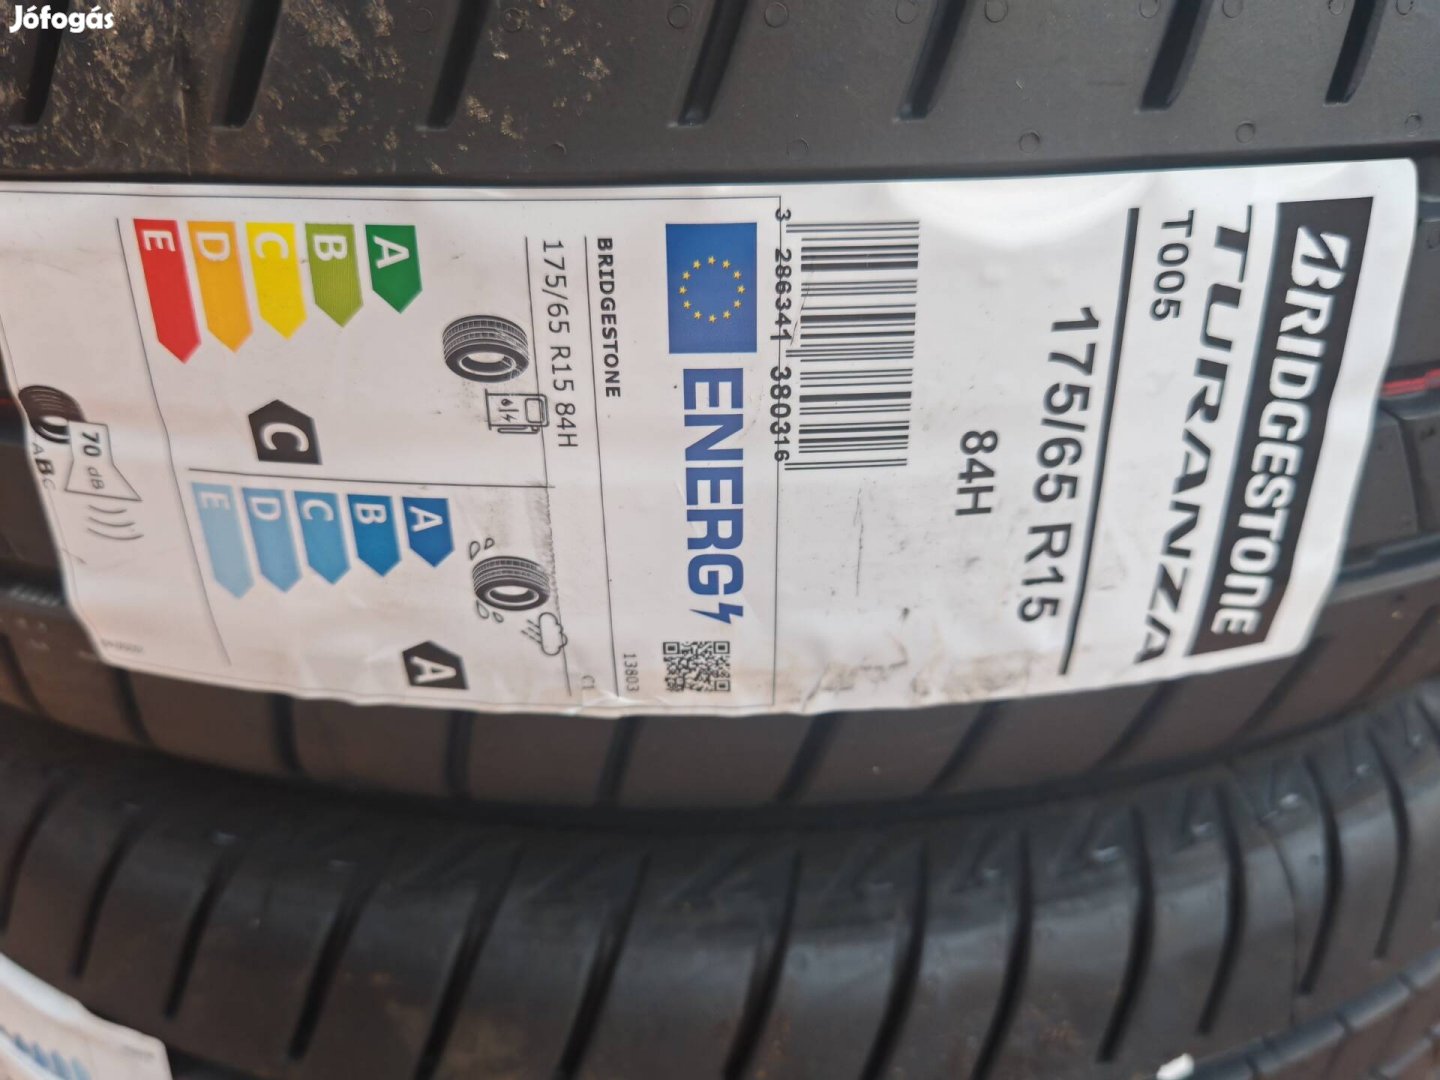 Jófogás
BRIDGESTONE
TURANZA
T005
175/65 R15
84H
3 286341 380316
ENERG
BRIDGESTONE
13803
175/65 R15 84H
C1
A
B
C
D
E
C
A
B
C
D
E
A
70 dB
ABC